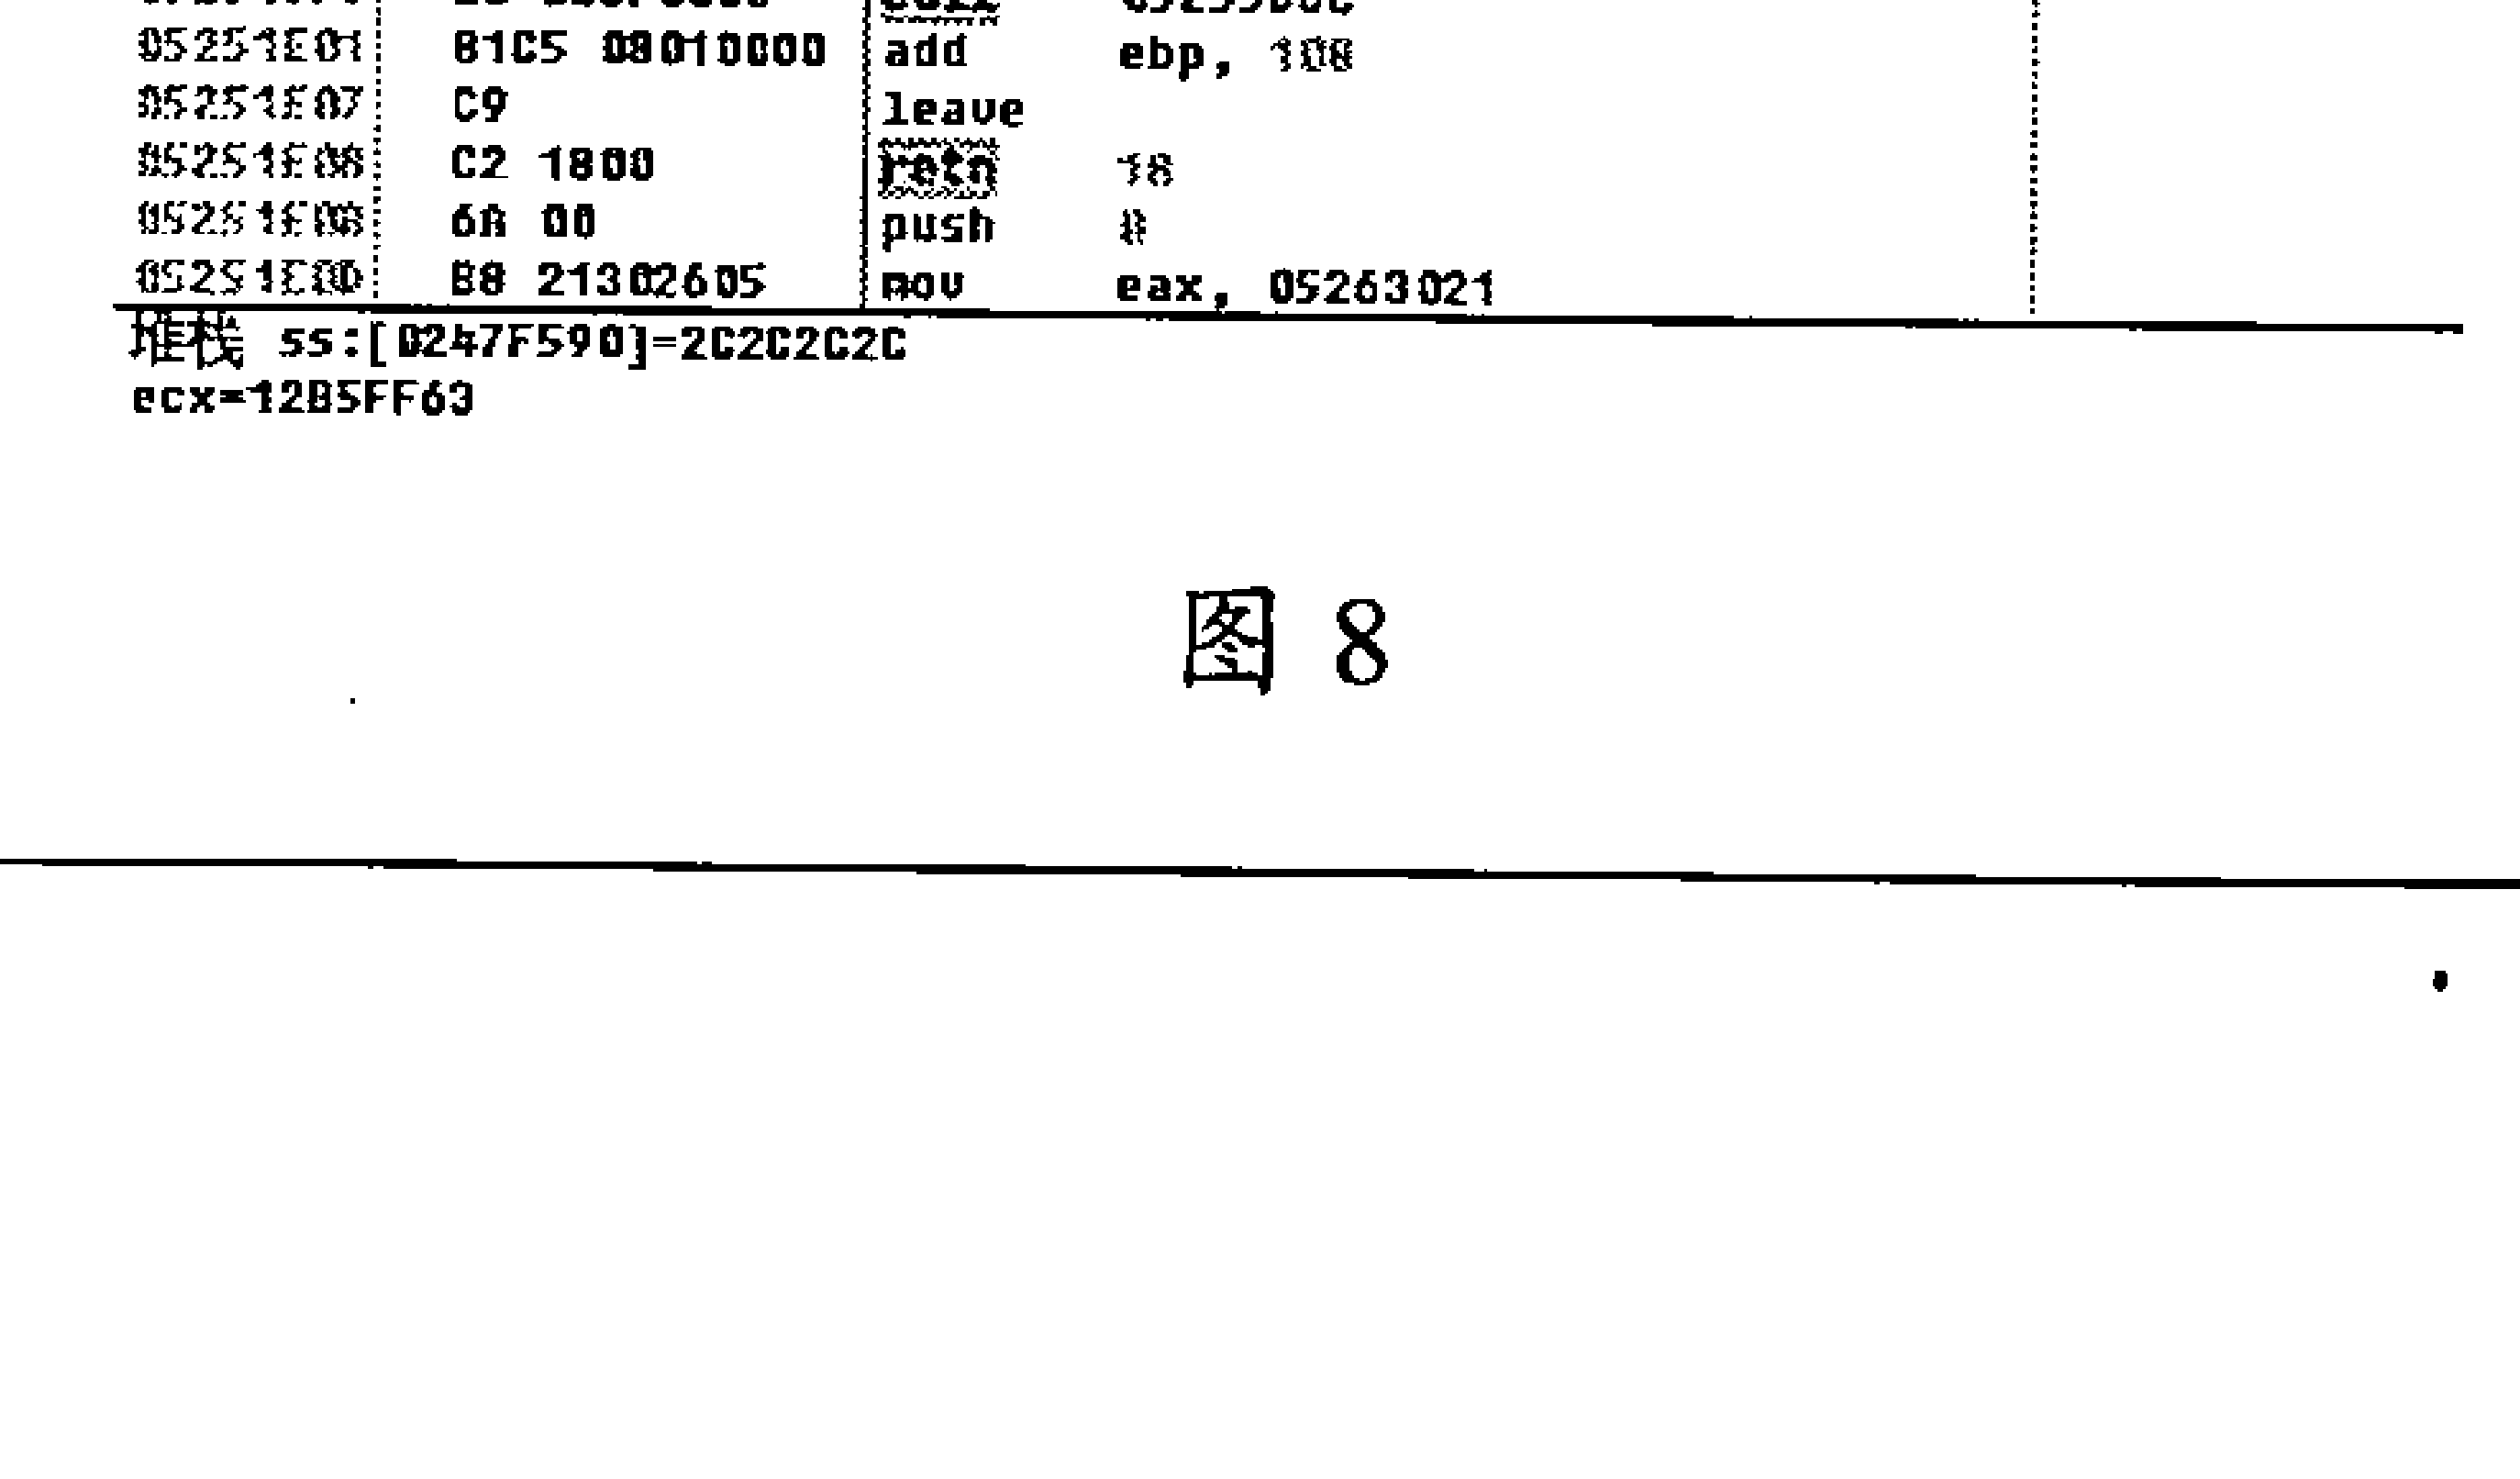 05251E01 81C5 08010000 add ebp, 108
05251E07 C9 leave
05251E08 C2 1800 retn 18
05251E0B 6A 00 push 0
05251E0D B8 21302605 mov eax, 05263021
堆栈 ss:[0247F590]=2C2C2C2C
ecx=12B5FF63
图 8